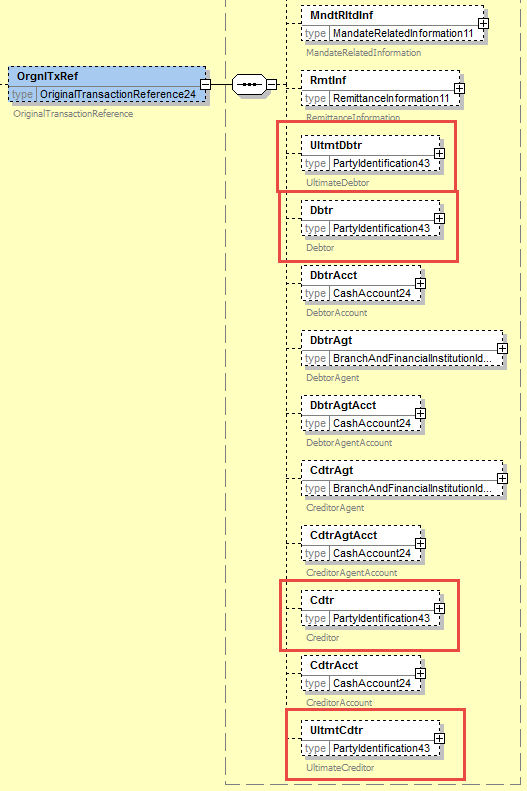 MndtRltdInf
type MandateRelatedInformation11
MandateRelatedInformation
OrgnlTxRef
type OriginalTransactionReference24
OriginalTransactionReference
RmtInf
type RemittanceInformation11
RemittanceInformation
UltmtDbtr
type PartyIdentification43
UltimateDebtor
Dbtr
type PartyIdentification43
Debtor
DbtrAcct
type CashAccount24
DebtorAccount
DbtrAgt
type BranchAndFinancialInstitutionId...
DebtorAgent
DbtrAgtAcct
type CashAccount24
DebtorAgentAccount
CdtrAgt
type BranchAndFinancialInstitutionId...
CreditorAgent
CdtrAgtAcct
type CashAccount24
CreditorAgentAccount
Cdtr
type PartyIdentification43
Creditor
CdtrAcct
type CashAccount24
CreditorAccount
UltmtCdtr
type PartyIdentification43
UltimateCreditor